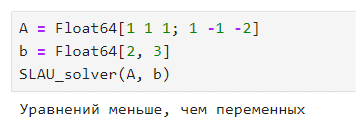 A = Float64[1 1 1; 1 -1 -2]
b = Float64[2, 3]
SLAU_solver(A, b)
Уравнений меньше, чем переменных